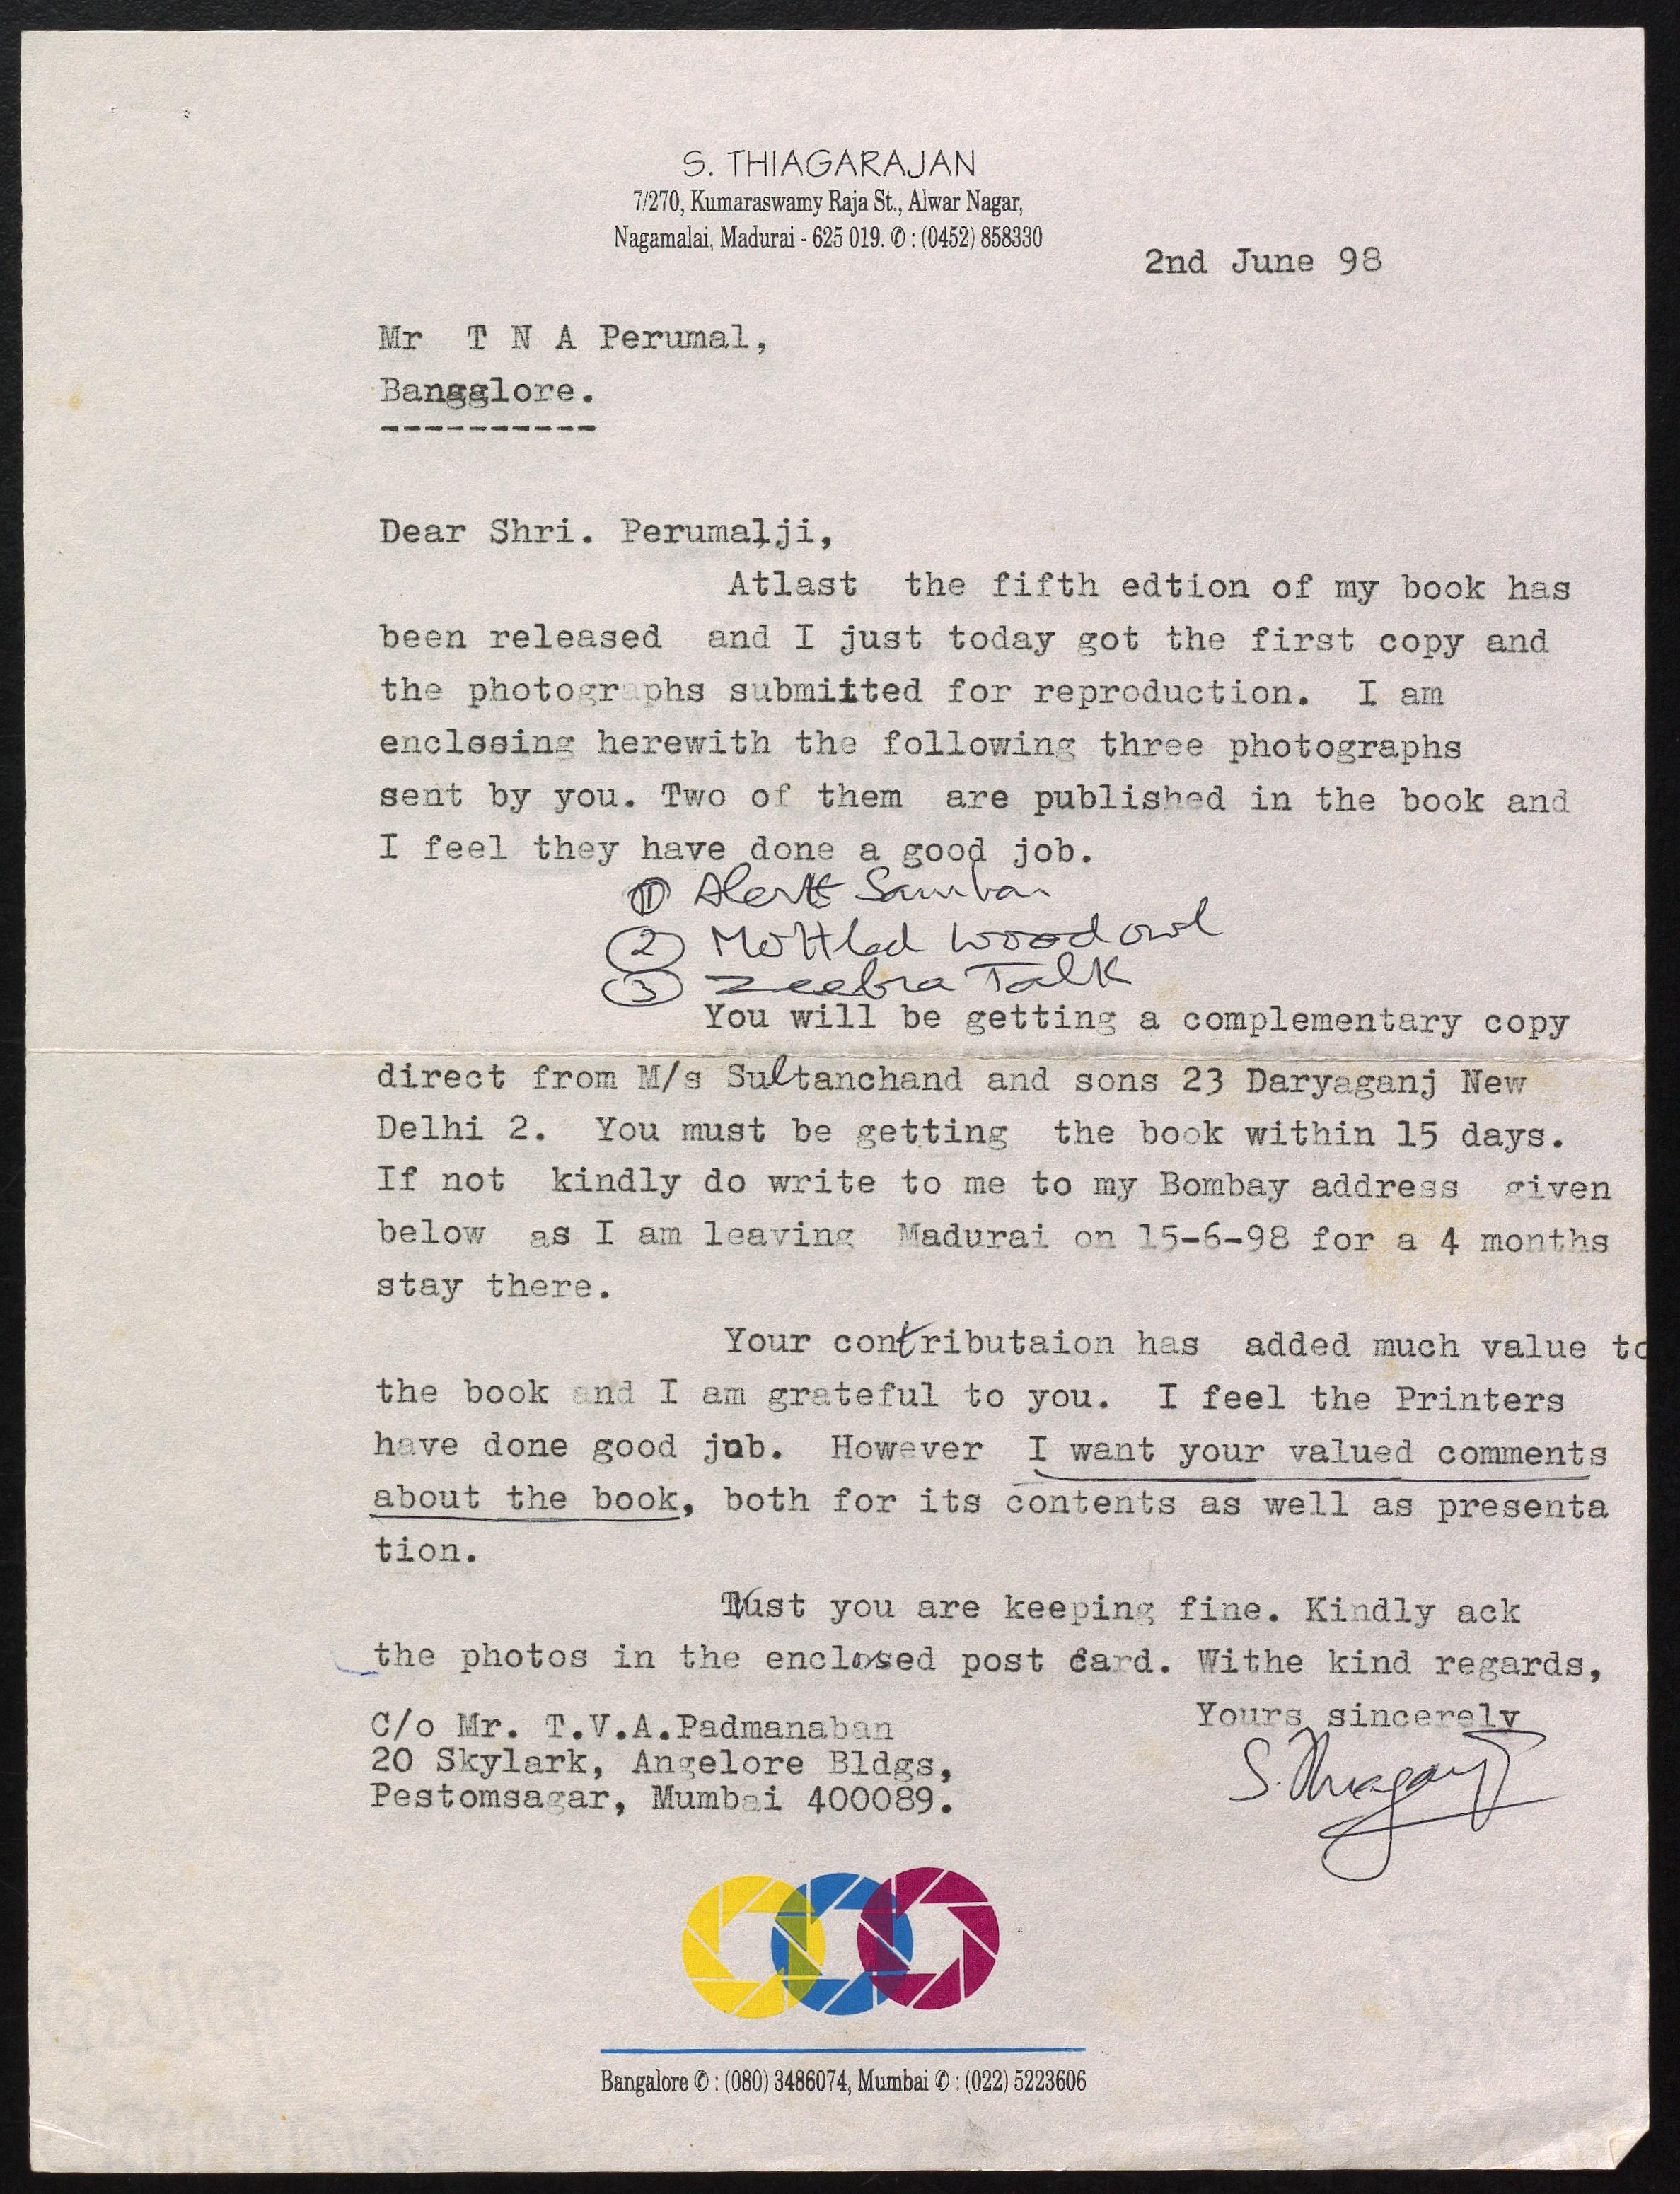 S. THIAGARAJAN
7/270, Kumaraswamy Raja St., Alwar Nagar,
Nagamalai, Madurai - 625 019. ✆ : (0452) 858330
2nd June 98
Mr T N A Perumal,
Bangglore.
----------
Dear Shri. Perumalji,
Atlast the fifth edtion of my book has
been released and I just today got the first copy and
the photographs submitted for reproduction. I am
enclosing herewith the following three photographs
sent by you. Two of them are published in the book and
I feel they have done a good job.
① Alert Sambar
② Mottled wood owl
③ Zeebra Talk
You will be getting a complementary copy
direct from M/s Sultanchand and sons 23 Daryaganj New
Delhi 2. You must be getting the book within 15 days.
If not kindly do write to me to my Bombay address given
below as I am leaving Madurai on 15-6-98 for a 4 months
stay there.
Your contributaion has added much value to
the book and I am grateful to you. I feel the Printers
have done good job. However I want your valued comments
about the book, both for its contents as well as presenta
tion.
Tust you are keeping fine. Kindly ack
the photos in the enclosed post card. Withe kind regards,
Yours sincerely
C/o Mr. T.V.A.Padmanaban
20 Skylark, Angelore Bldgs,
Pestomsagar, Mumbai 400089.
S. Thiagaraj
Bangalore ✆ : (080) 3486074, Mumbai ✆ : (022) 5223606